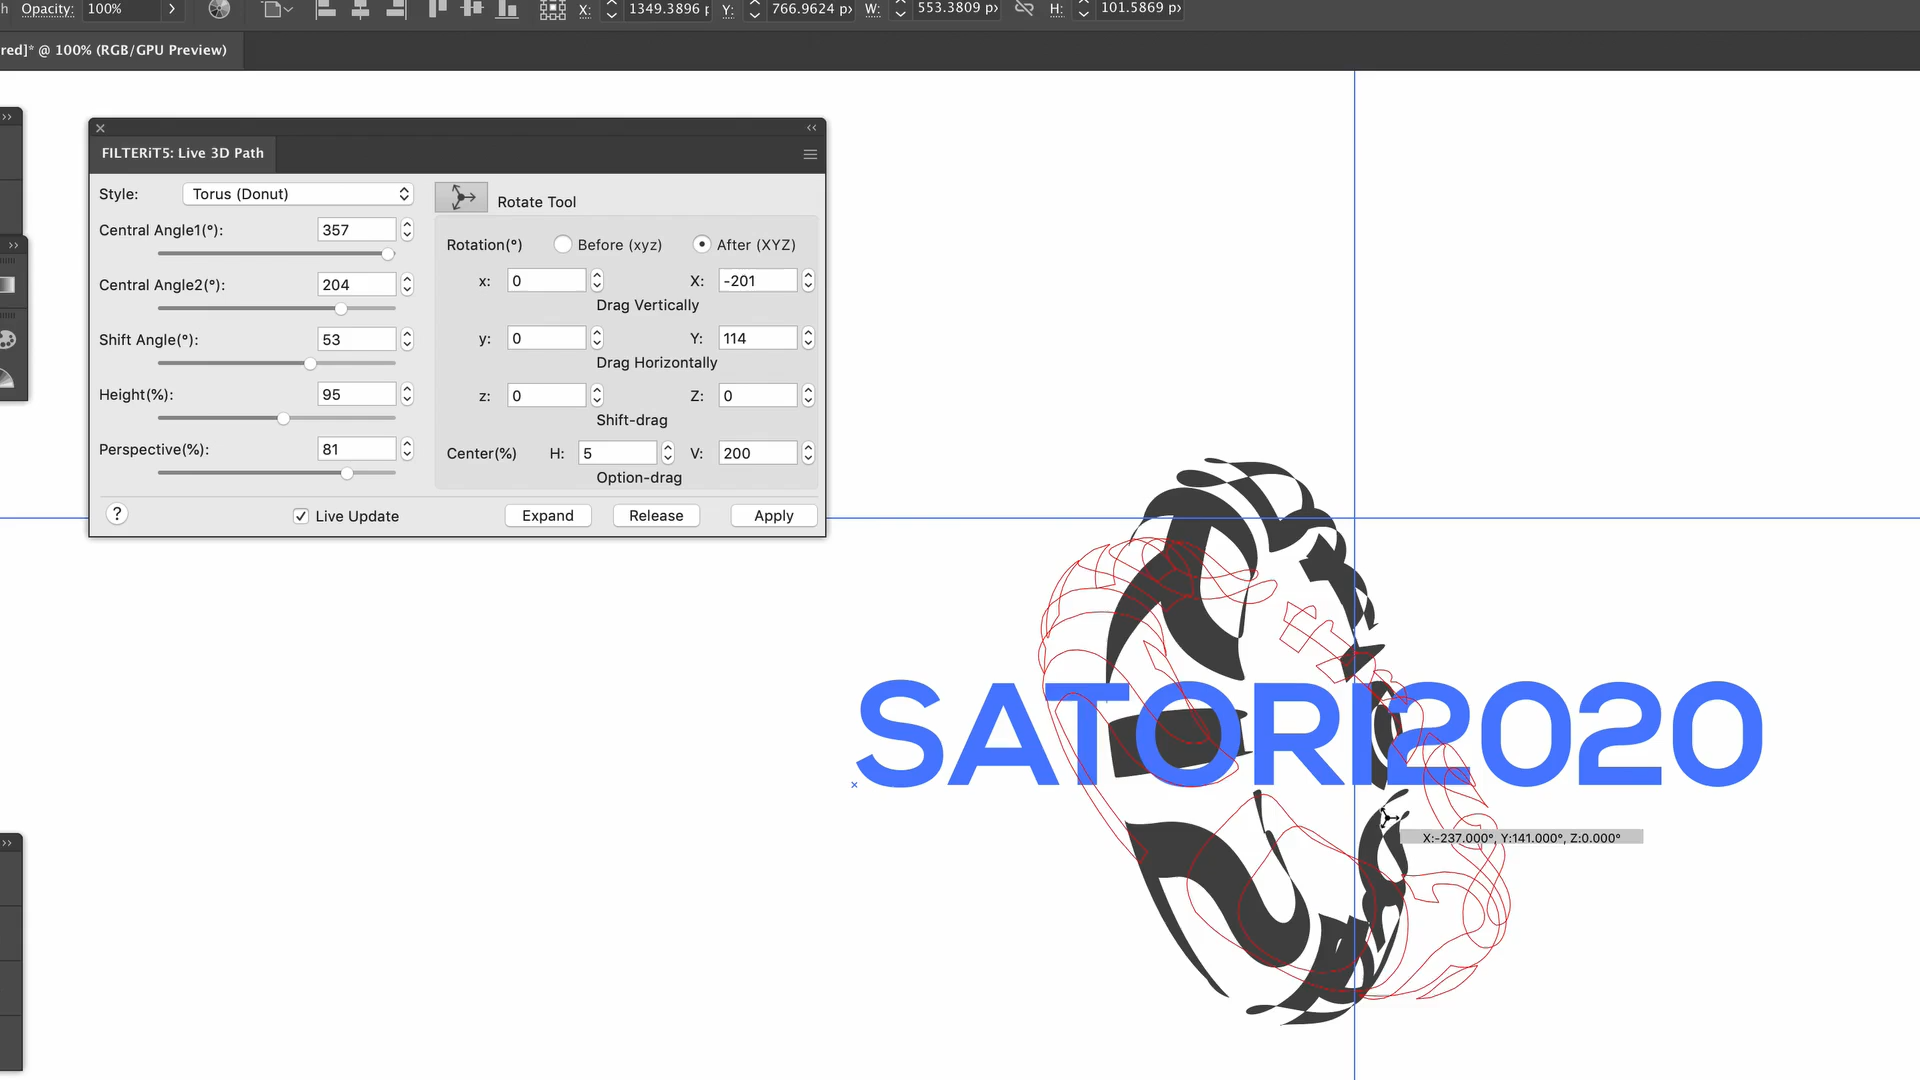 Opacity: 100% X: 1349.3896 Y: 766.9624 px W: 553.3809 px H: 101.5869 px
red]* @ 100% (RGB/GPU Preview)
FILTERiT5: Live 3D Path
Style: Torus (Donut)
Rotate Tool
Central Angle1(°): 357
Rotation(°) Before (xyz) After (XYZ)
Central Angle2(°): 204
x: 0 X: -201
Drag Vertically
Shift Angle(°): 53
y: 0 Y: 114
Drag Horizontally
Height(%): 95
z: 0 Z: 0
Shift-drag
Perspective(%): 81
Center(%) H: 5 V: 200
Option-drag
? Live Update Expand Release Apply
SATORI2020
X:-237.000°, Y:141.000°, Z:0.000°